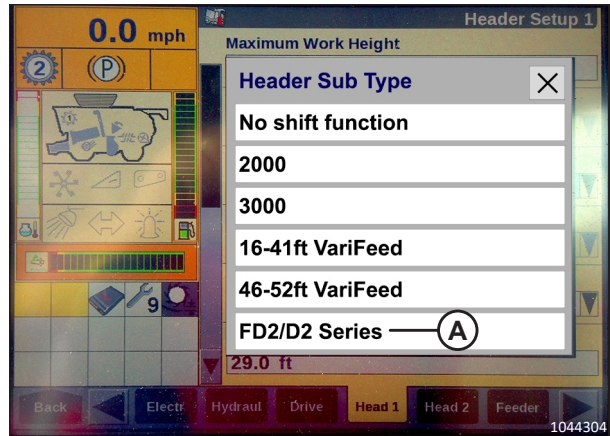 0.0 mph
Header Setup 1
2
(P)
Maximum Work Height
Header Sub Type
No shift function
2000
3000
16-41ft VariFeed
46-52ft VariFeed
FD2/D2 Series
A
9
29.0 ft
Back
Electr
Hydraul
Drive
Head 1
Head 2
Feeder
1044304